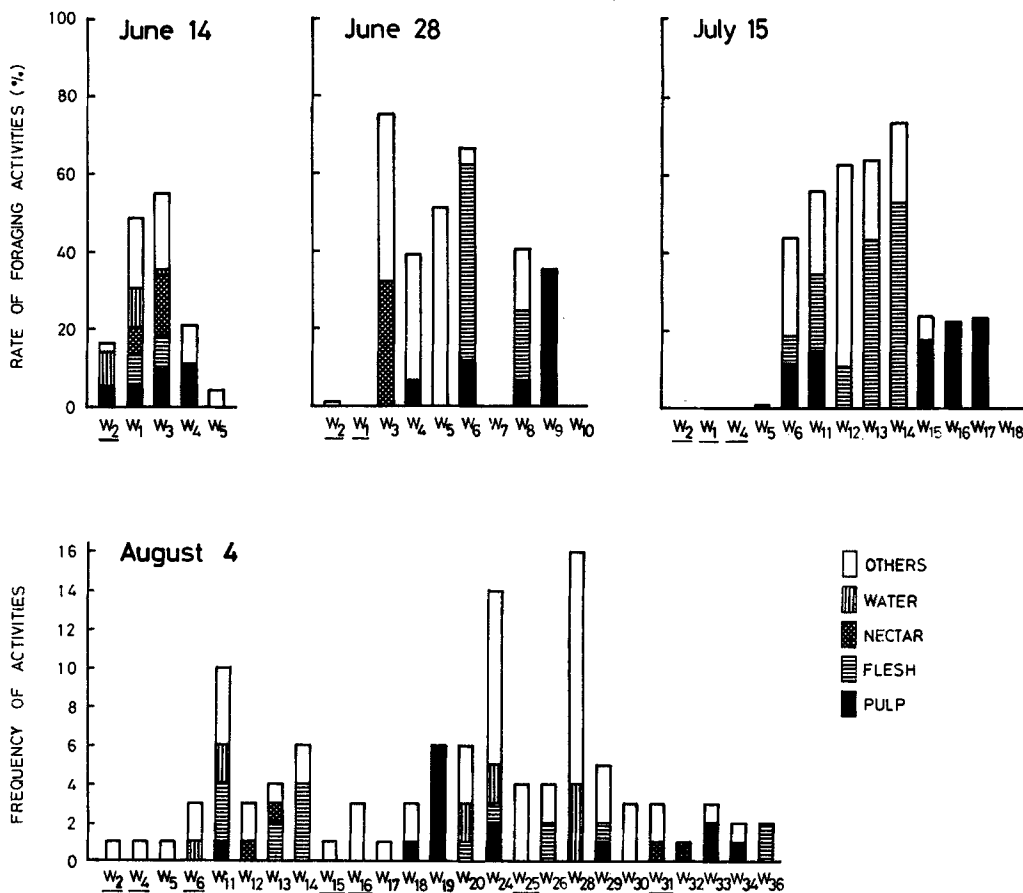 June 14
June 28
July 15
RATE OF FORAGING ACTIVITIES (%)
100
80
60
40
20
0
W2 W1 W3 W4 W5
W2 W1 W3 W4 W5 W6 W7 W8 W9 W10
W2 W1 W4 W5 W6 W11 W12 W13 W14 W15 W16 W17 W18
August 4
FREQUENCY OF ACTIVITIES
16
14
12
10
8
6
4
2
0
W2 W4 W5 W6 W11 W12 W13 W14 W15 W16 W17 W18 W19 W20 W24 W25 W26 W28 W29 W30 W31 W32 W33 W34 W36
OTHERS
WATER
NECTAR
FLESH
PULP